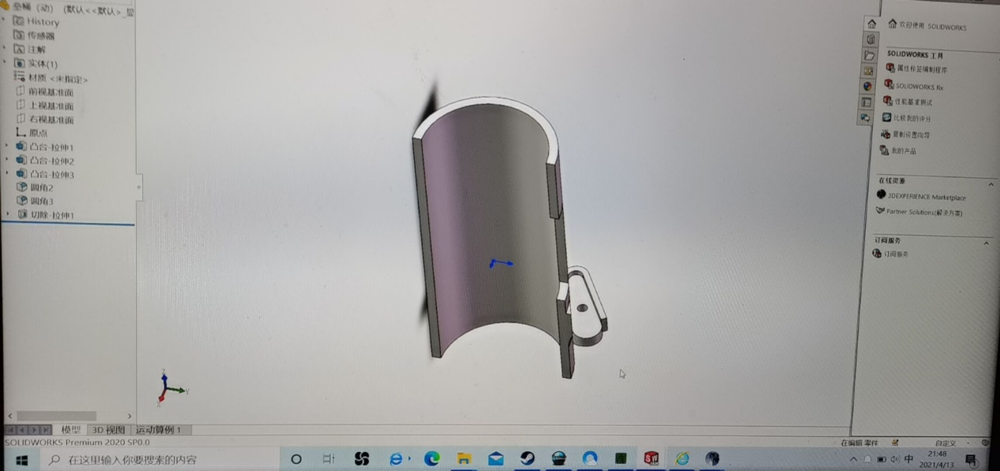 (默认<<默认>_显
History
传感器
注解
实体(1)
材质 <未指定>
前视基准面
上视基准面
右视基准面
原点
凸台-拉伸1
凸台-拉伸2
凸台-拉伸3
圆角2
圆角3
切除-拉伸1
Z
Y
X
模型
3D 视图
运动算例 1
SOLIDWORKS Premium 2020 SP0.0
欢迎使用 SOLIDWORKS
SOLIDWORKS 工具
属性标签编制程序
SOLIDWORKS Rx
性能基准测试
比较我的评分
复制设置向导
我的产品
在线资源
3DEXPERIENCE Marketplace
Partner Solutions(解决方案)
订阅服务
订阅服务
在编辑 零件
自定义
在这里输入你要搜索的内容
SW
中
21:48
2021/4/13